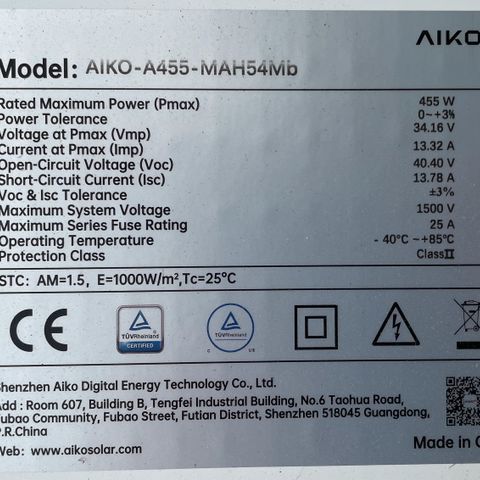 AIKO
Model: AIKO-A455-MAH54Mb
Rated Maximum Power (Pmax) 455 W
Power Tolerance 0~+3%
Voltage at Pmax (Vmp) 34.16 V
Current at Pmax (Imp) 13.32 A
Open-Circuit Voltage (Voc) 40.40 V
Short-Circuit Current (Isc) 13.78 A
Voc & Isc Tolerance ±3%
Maximum System Voltage 1500 V
Maximum Series Fuse Rating 25 A
Operating Temperature - 40°C ~+85°C
Protection Class ClassⅡ
STC: AM=1.5, E=1000W/m²,Tc=25°C
CE
TÜVRheinland
CERTIFIED
TÜVRheinland
C US
Shenzhen Aiko Digital Energy Technology Co., Ltd.
Add : Room 607, Building B, Tengfei Industrial Building, No.6 Taohua Road,
Fubao Community, Fubao Street, Futian District, Shenzhen 518045 Guangdong,
P.R.China
Web: www.aikosolar.com
Made in C